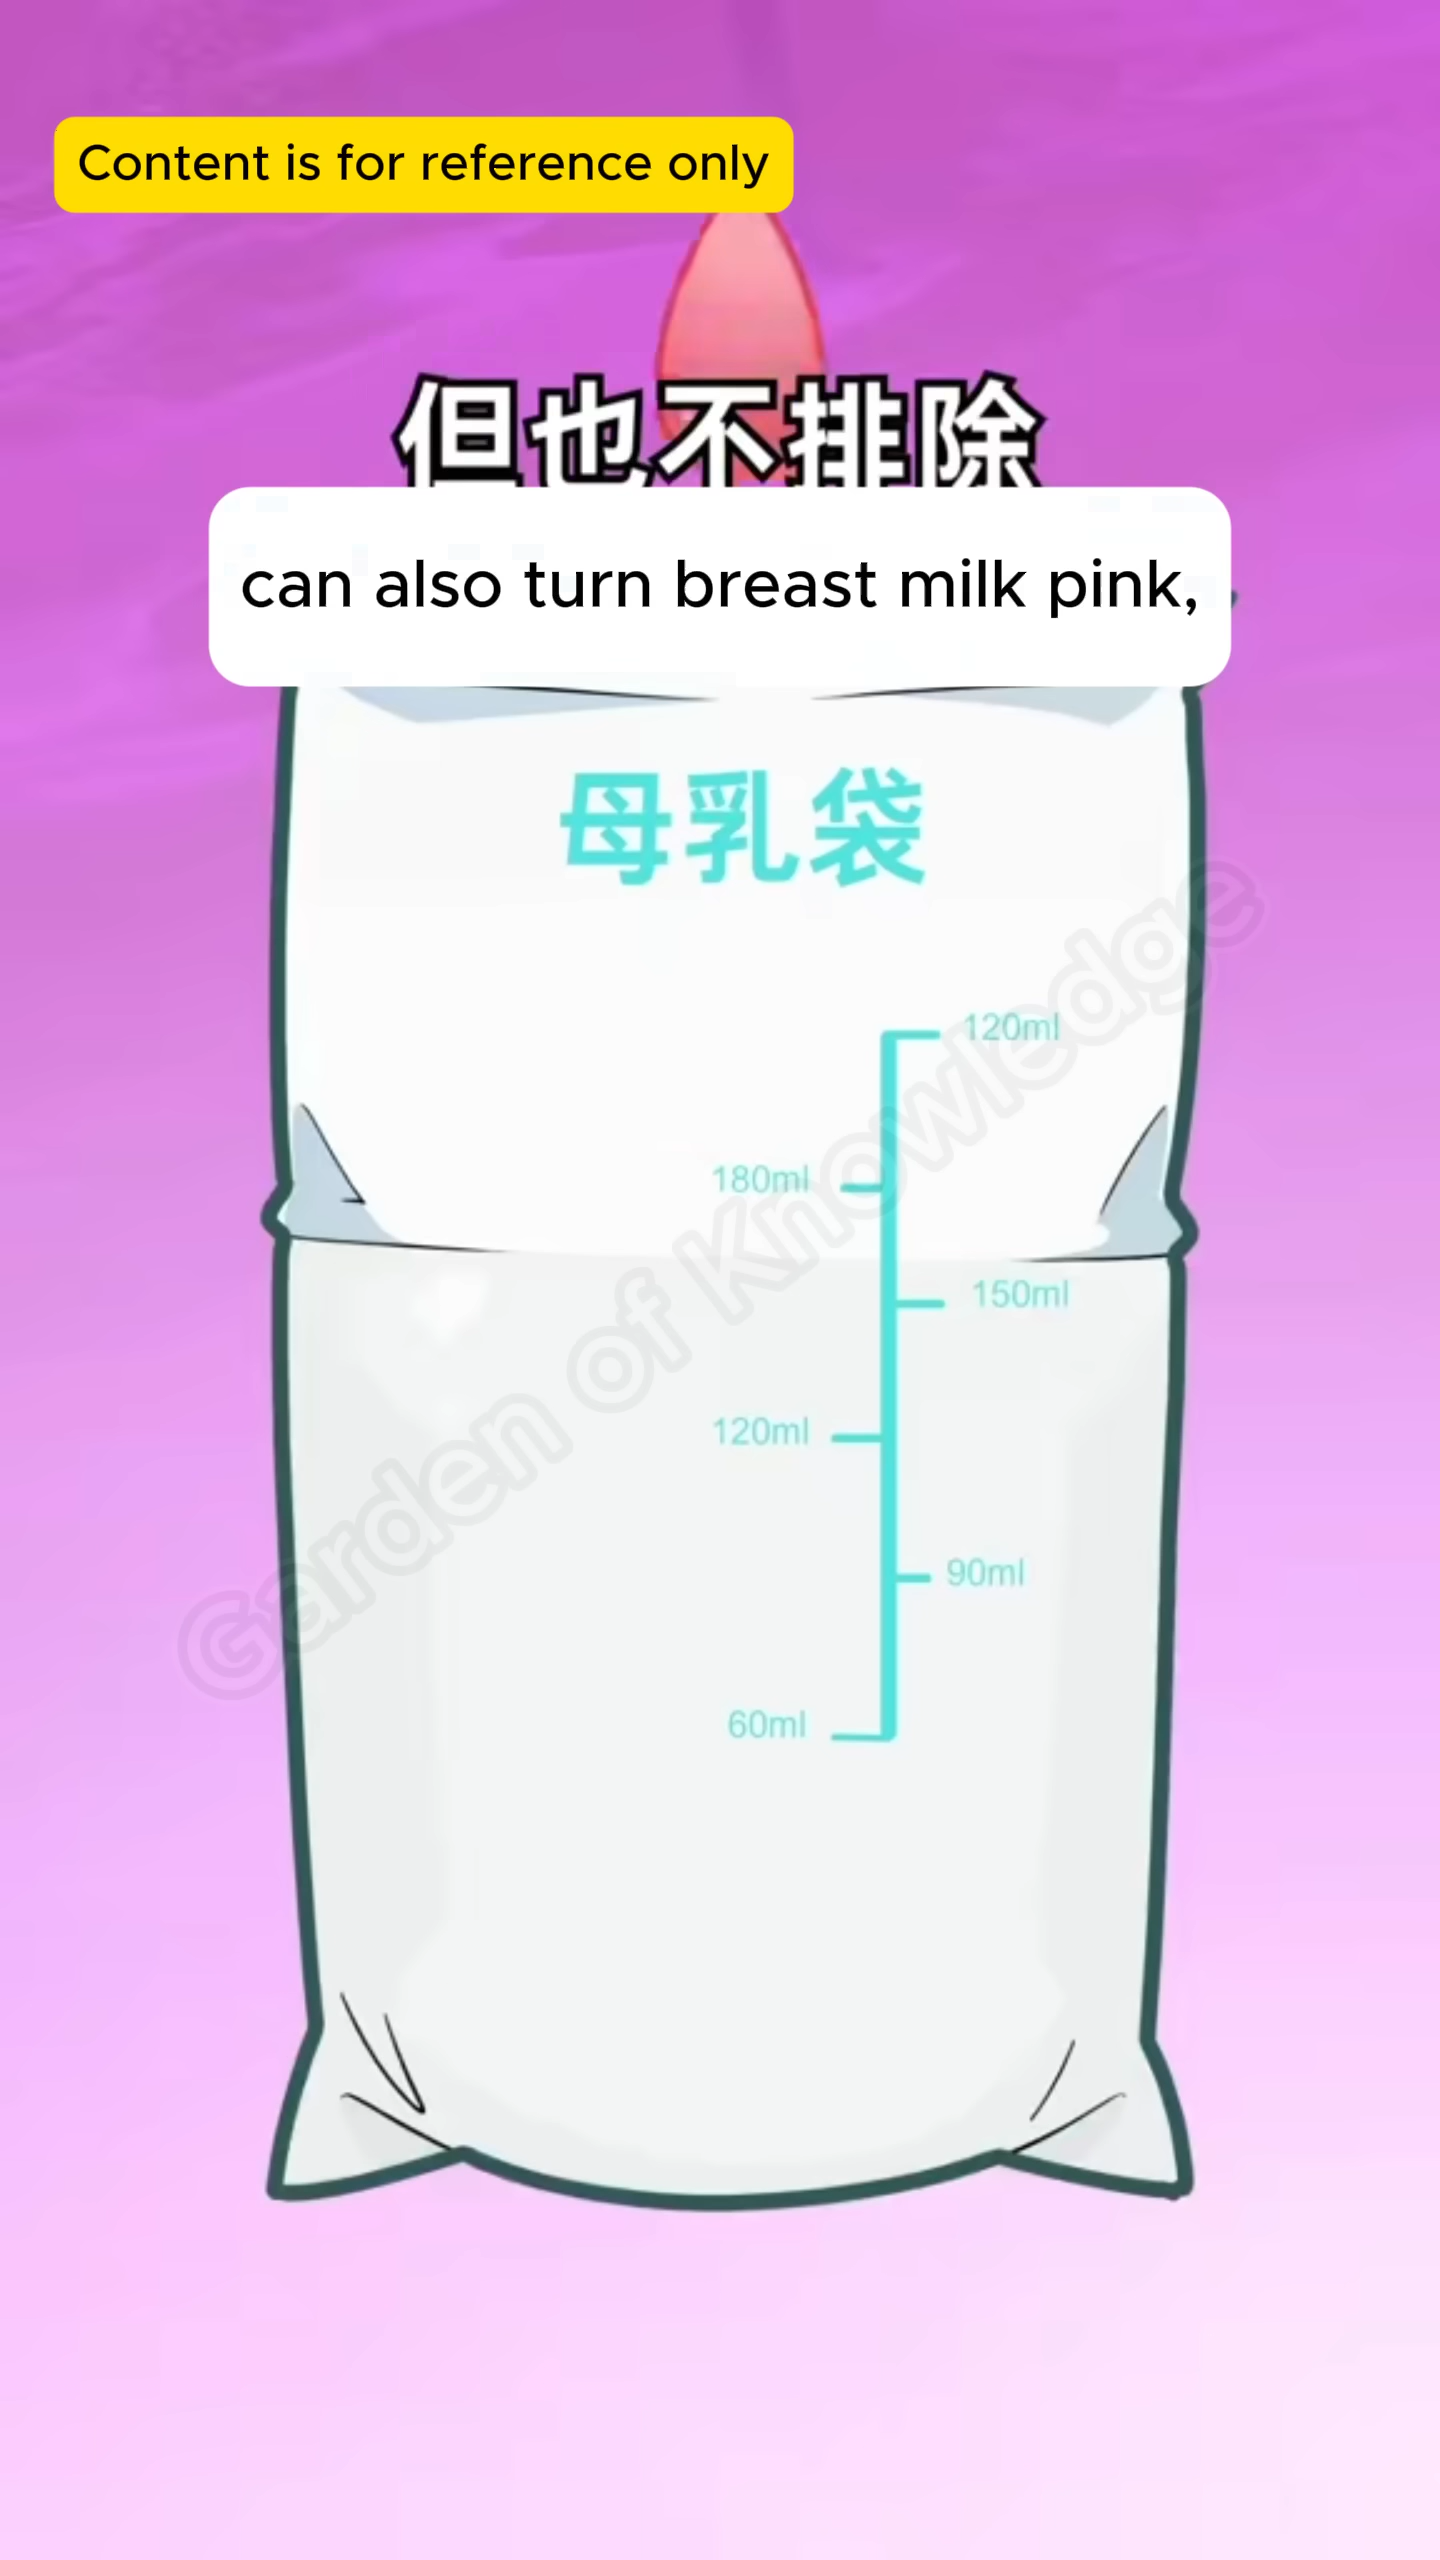 Content is for reference only
但也不排除
can also turn breast milk pink,
母乳袋
120ml
180ml
150ml
120ml
90ml
60ml
Garden of Knowledge